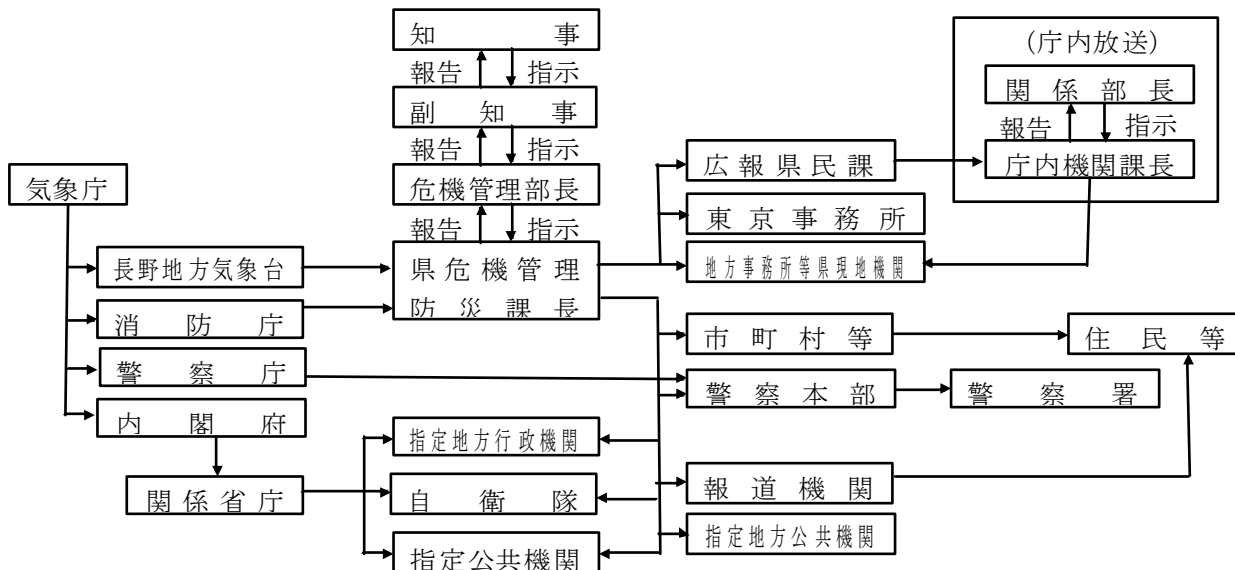 知事
報告 指示
副知事
報告 指示
危機管理部長
報告 指示
県危機管理
防災課長
気象庁
長野地方気象台
消防庁
警察庁
内閣府
関係省庁
指定地方行政機関
自衛隊
指定公共機関
広報県民課
東京事務所
地方事務所等県現地機関
市町村等
警察本部
報道機関
指定地方公共機関
(庁内放送)
関係部長
報告 指示
庁内機関課長
住民等
警察署